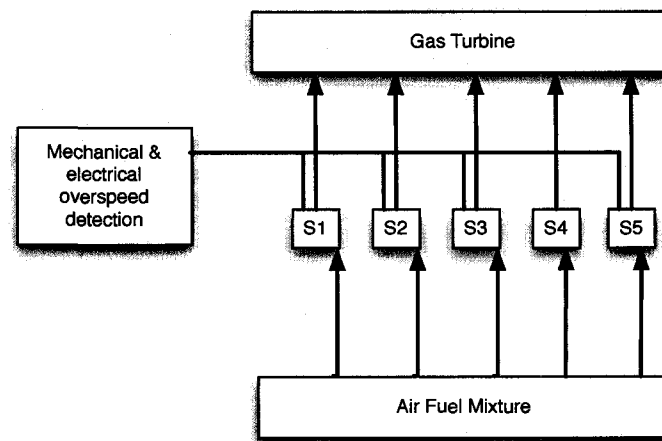 Gas Turbine
Mechanical &
electrical
overspeed
detection
S1 S2 S3 S4 S5
Air Fuel Mixture